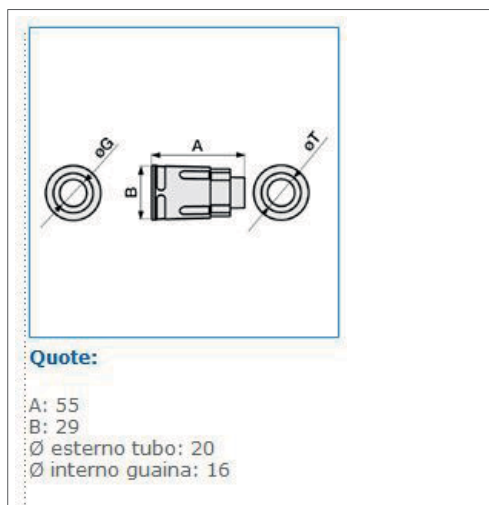 øG
A
øT
B
Quote:
A: 55
B: 29
Ø esterno tubo: 20
Ø interno guaina: 16